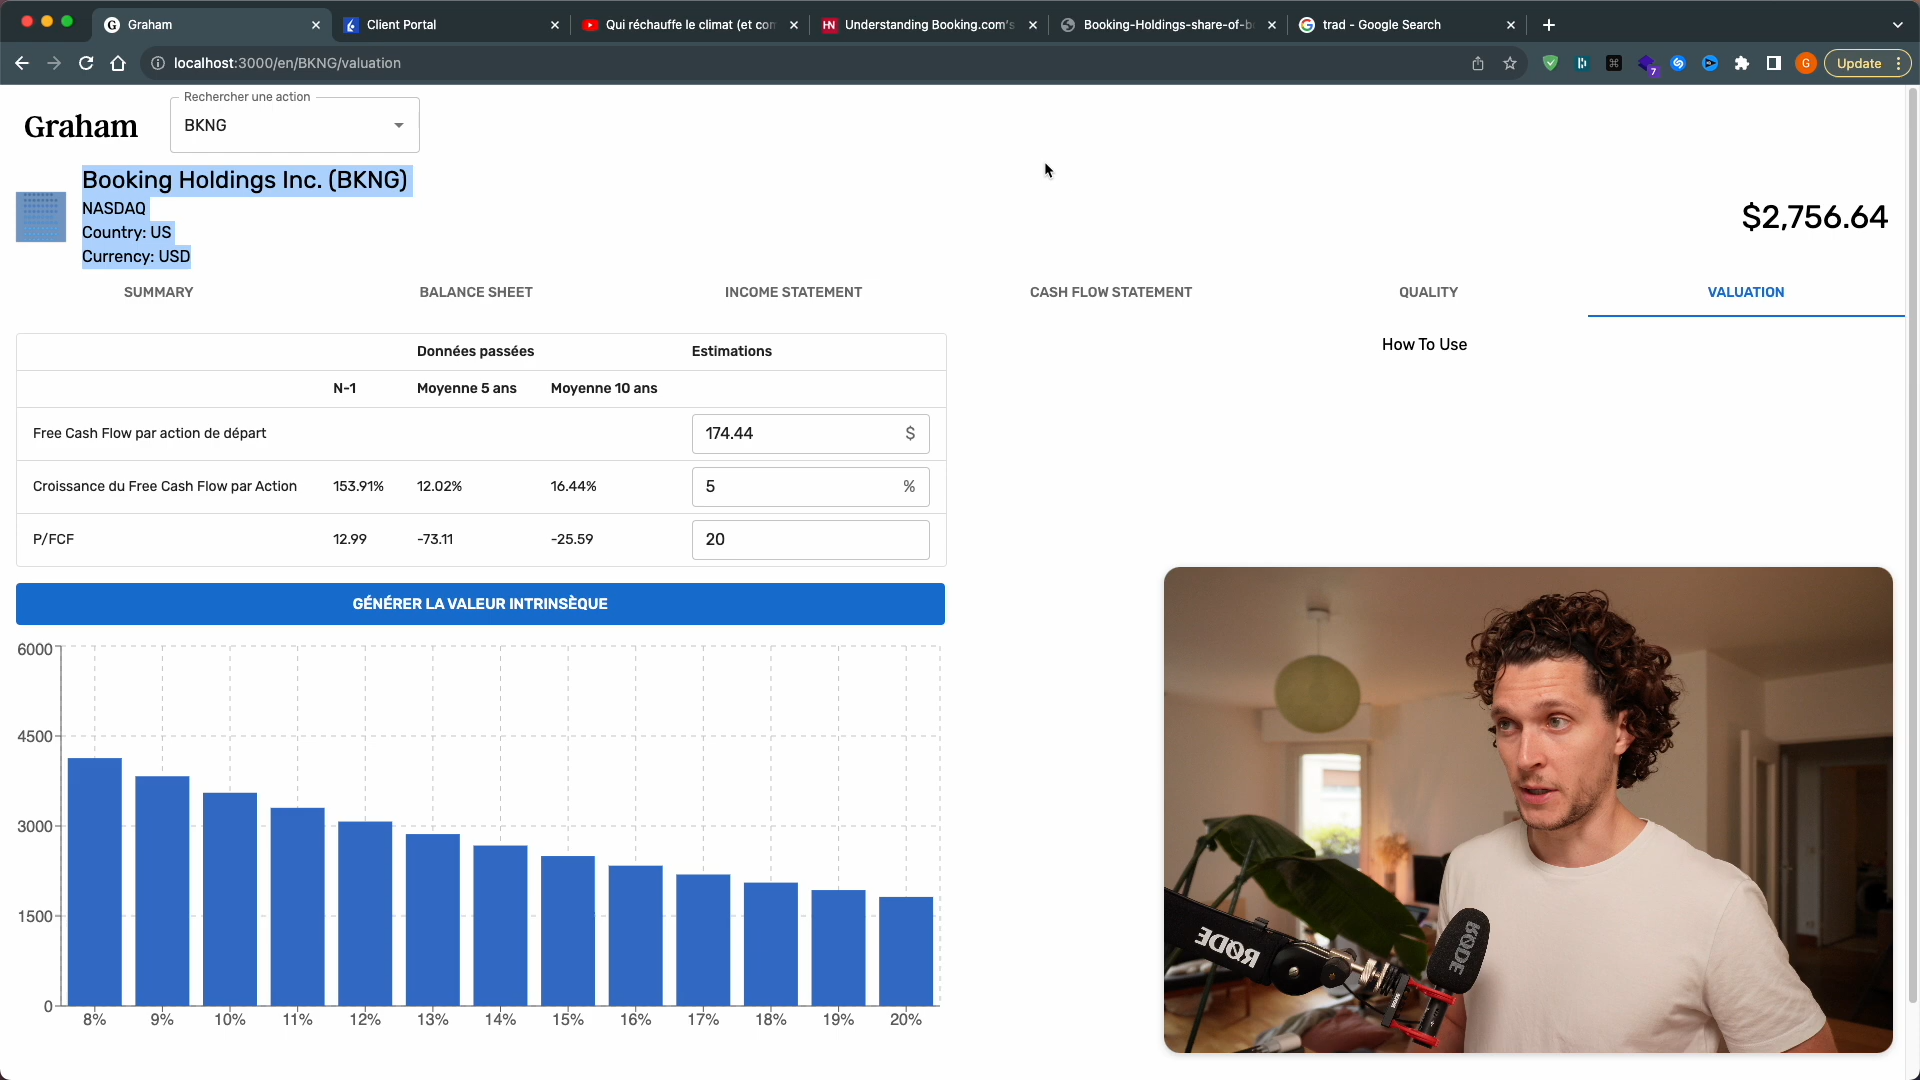 Graham
Client Portal
Qui réchauffe le climat (et con
Understanding Booking.com's
Booking-Holdings-share-of-b
trad - Google Search
localhost:3000/en/BKNG/valuation
7
G
Update
Graham
Rechercher une action
BKNG
Booking Holdings Inc. (BKNG)
NASDAQ
Country: US
Currency: USD
$2,756.64
SUMMARY
BALANCE SHEET
INCOME STATEMENT
CASH FLOW STATEMENT
QUALITY
VALUATION
Données passées Estimations
N-1 Moyenne 5 ans Moyenne 10 ans
Free Cash Flow par action de départ 174.44 $
Croissance du Free Cash Flow par Action 153.91% 12.02% 16.44% 5 %
P/FCF 12.99 -73.11 -25.59 20
How To Use
GÉNÉRER LA VALEUR INTRINSÈQUE
6000
4500
3000
1500
0
8% 9% 10% 11% 12% 13% 14% 15% 16% 17% 18% 19% 20%
RØDE
RØDE